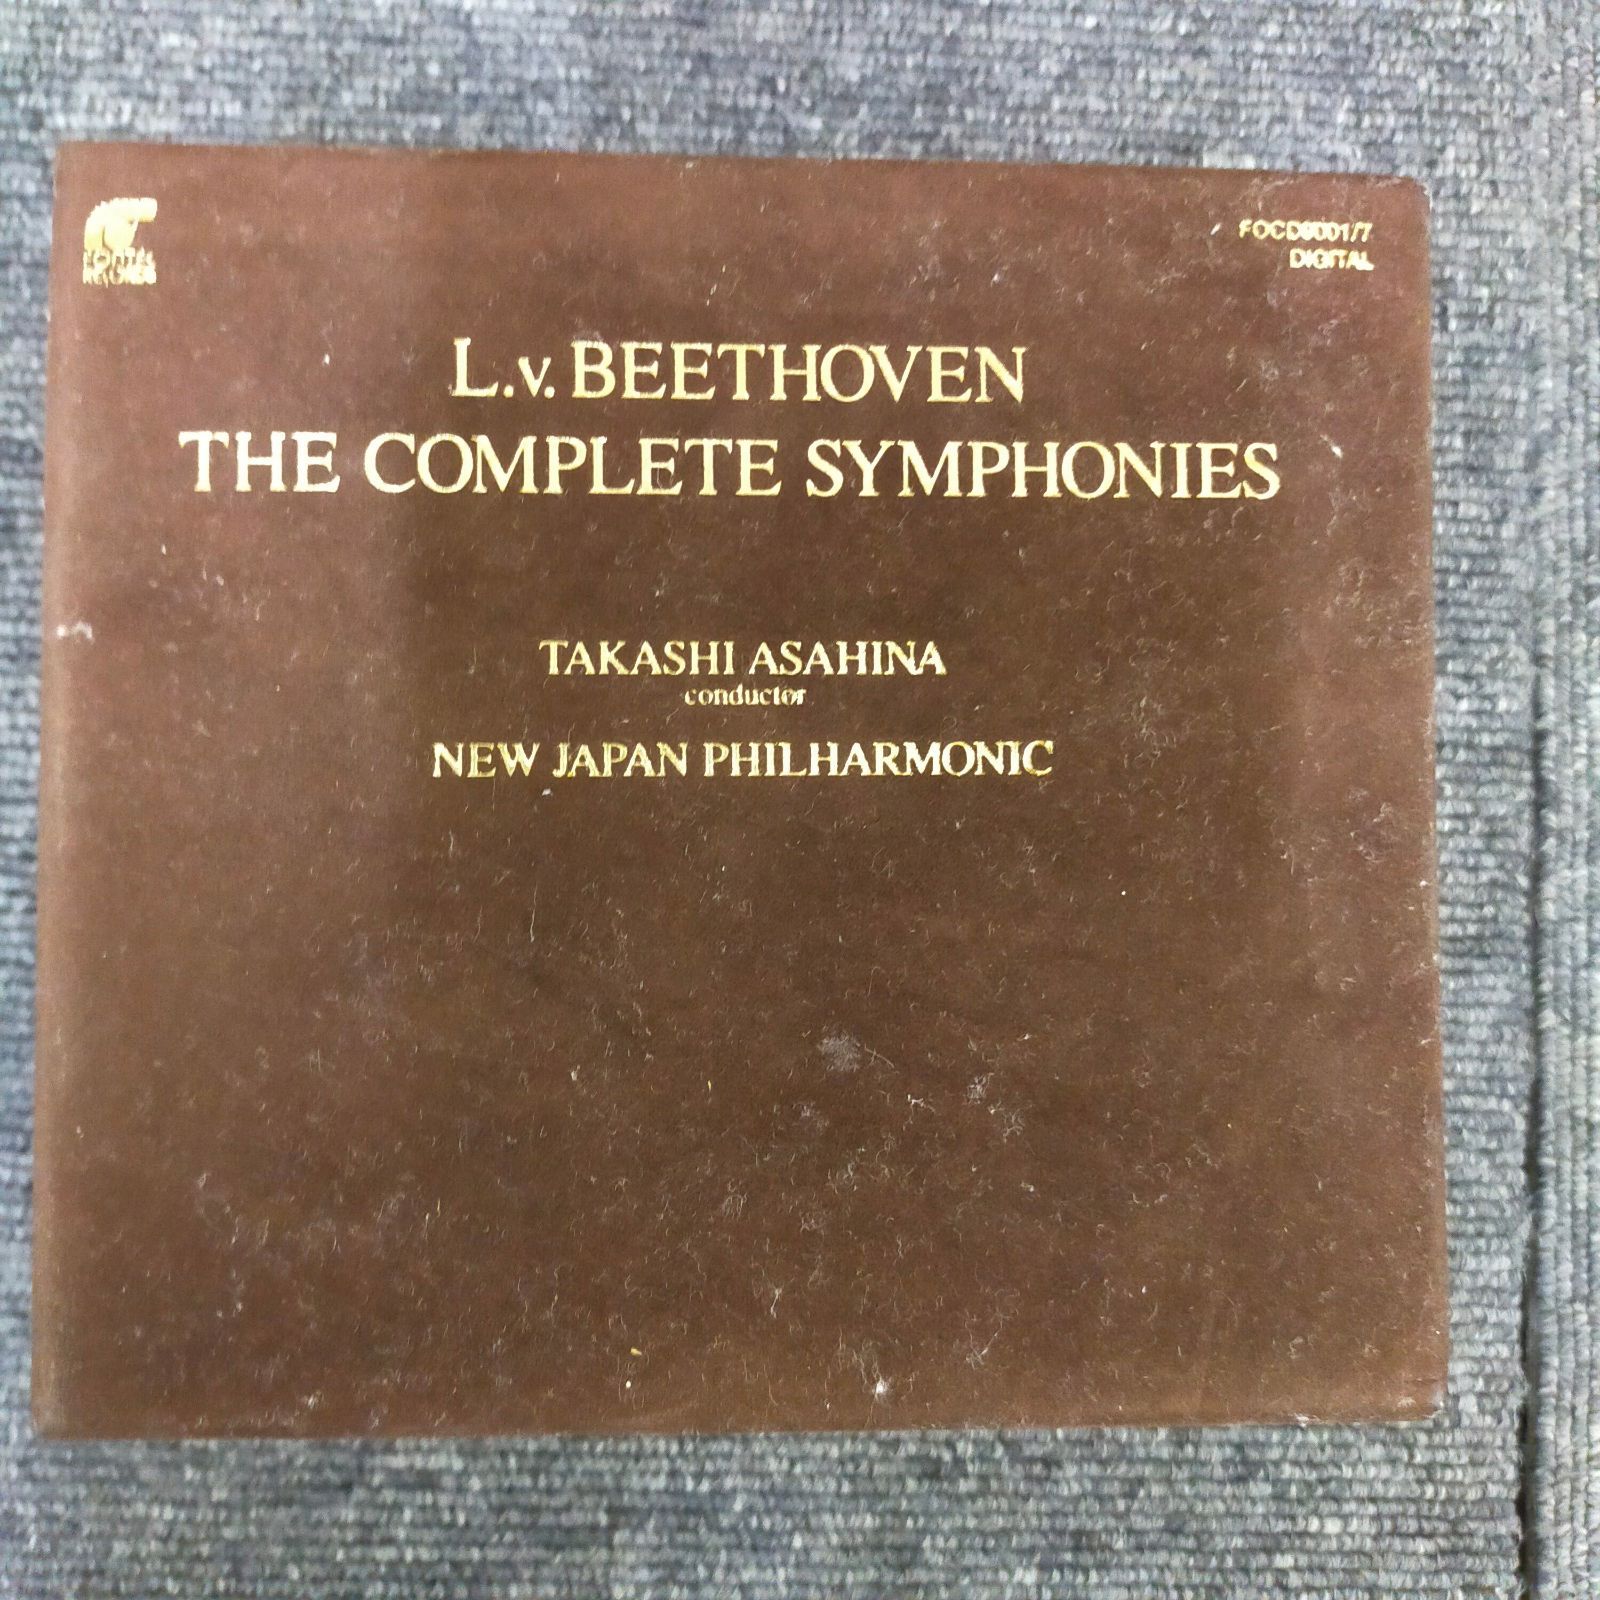 FOCD9001/7
DIGITAL
L.v. BEETHOVEN
THE COMPLETE SYMPHONIES
TAKASHI ASAHINA
conductor
NEW JAPAN PHILHARMONIC